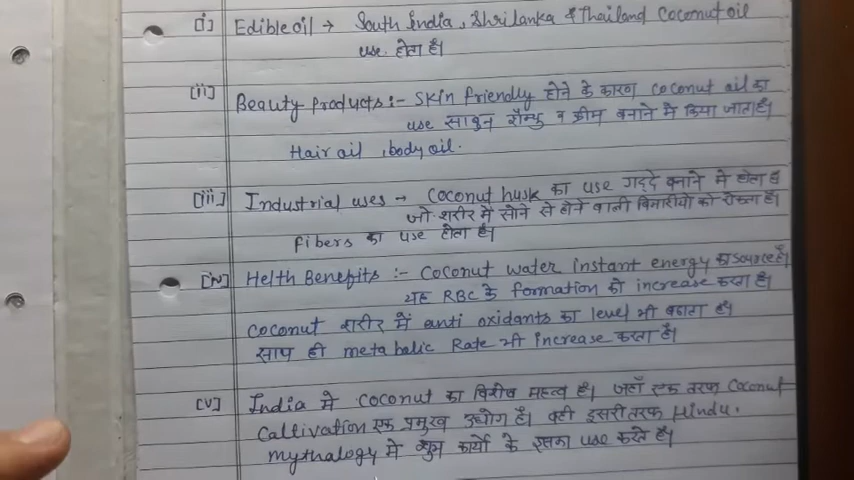 [i] Edible oil → South India, Shrilanka & Thailand Coconut oil
use होता है।
[ii] Beauty Products :- Skin friendly होने के कारण coconut oil का
use साबुन शैम्पु व क्रीम बनाने में किया जाता है।
Hair oil, body oil.
[iii] Industrial uses → Coconut husk का use गद्दे बनाने में होता है
जो शरीर में सोने से होने वाली बिमारीयो को रोकता है।
fibers का use होता है।
[iv] Helth Benefits :- Coconut water instant energy का source है।
यह RBC के formation को increase करता है।
Coconut शरीर में anti oxidants का level भी बढाता है।
साथ ही metabolic Rate भी increase करता है।
[v] India में Coconut का विशेष महत्व है। जहाँ एक तरफ Coconut
Caltivation एक प्रमुख उद्योग है। वही दुसरी तरफ Hindu.
mythalogy में शुभ कार्यो के इसका use करते है।